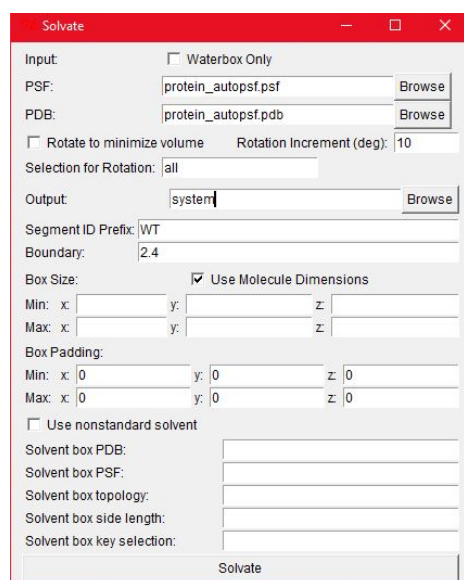 Solvate
Input: Waterbox Only
PSF: protein_autopsf.psf Browse
PDB: protein_autopsf.pdb Browse
Rotate to minimize volume Rotation Increment (deg): 10
Selection for Rotation: all
Output: system Browse
Segment ID Prefix: WT
Boundary: 2.4
Box Size: Use Molecule Dimensions
Min: x: y: z:
Max: x: y: z:
Box Padding:
Min: x: 0 y: 0 z: 0
Max: x: 0 y: 0 z: 0
Use nonstandard solvent
Solvent box PDB:
Solvent box PSF:
Solvent box topology:
Solvent box side length:
Solvent box key selection:
Solvate